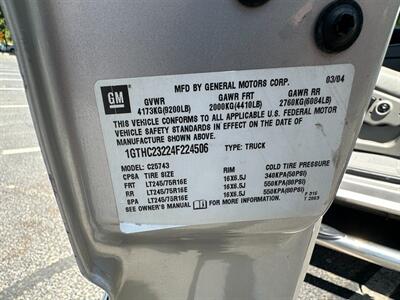 GM
MFD BY GENERAL MOTORS CORP. 03/04
GVWR GAWR FRT GAWR RR
4173KG(9200LB) 2000KG(4410LB) 2760KG(6084LB)
THIS VEHICLE CONFORMS TO ALL APPLICABLE U.S. FEDERAL MOTOR
VEHICLE SAFETY STANDARDS IN EFFECT ON THE DATE OF
MANUFACTURE SHOWN ABOVE.
1GTHC23224F224506 TYPE: TRUCK
MODEL: C25743
TIRE SIZE RIM COLD TIRE PRESSURE
FRT LT245/75R16E 16X6.5J 340KPA(50PSI)
RR LT245/75R16E 16X6.5J 550KPA(80PSI)
SPA LT245/75R16E 16X6.5J 550KPA(80PSI)
SEE OWNER'S MANUAL FOR MORE INFORMATION.